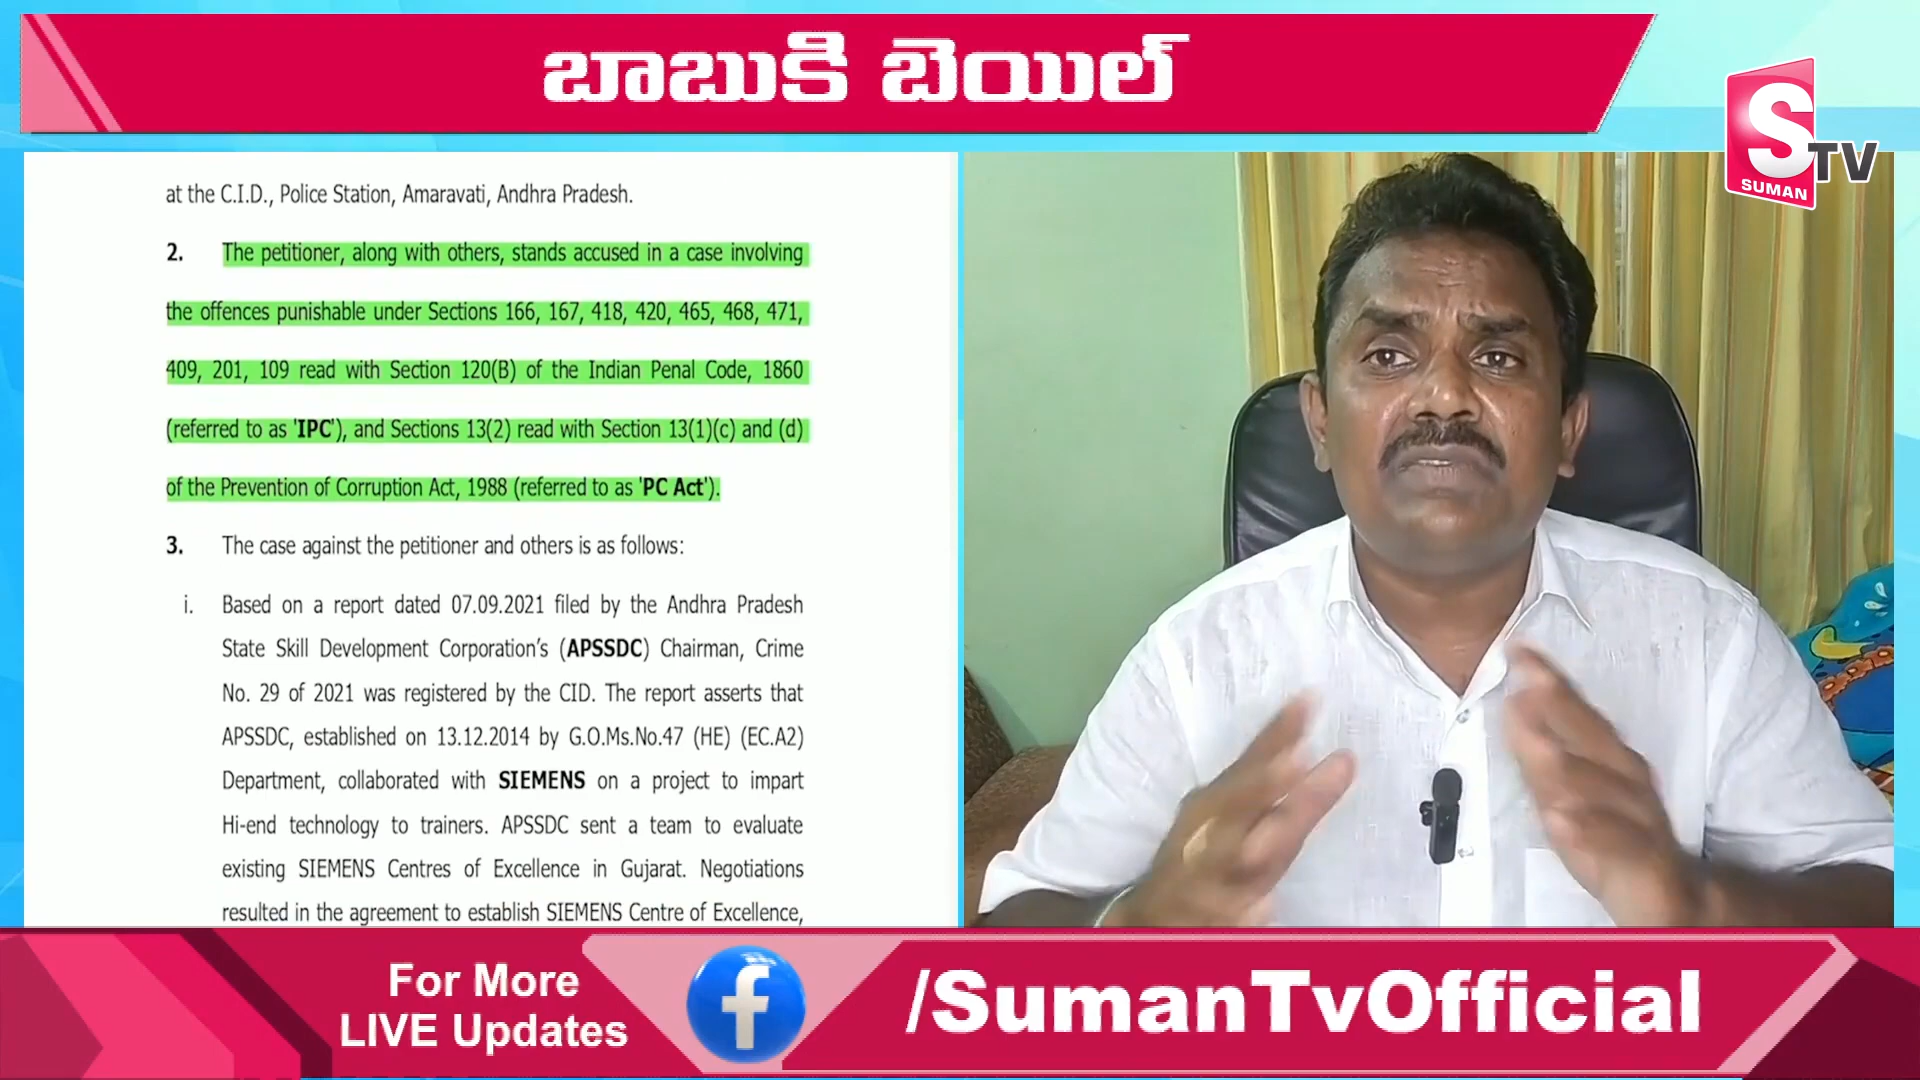 బాబుకి బెయిల్
S TV
SUMAN
at the C.I.D., Police Station, Amaravati, Andhra Pradesh.
2. The petitioner, along with others, stands accused in a case involving
the offences punishable under Sections 166, 167, 418, 420, 465, 468, 471,
409, 201, 109 read with Section 120(B) of the Indian Penal Code, 1860
(referred to as 'IPC'), and Sections 13(2) read with Section 13(1)(c) and (d)
of the Prevention of Corruption Act, 1988 (referred to as 'PC Act').
3. The case against the petitioner and others is as follows:
i. Based on a report dated 07.09.2021 filed by the Andhra Pradesh
State Skill Development Corporation's (APSSDC) Chairman, Crime
No. 29 of 2021 was registered by the CID. The report asserts that
APSSDC, established on 13.12.2014 by G.O.Ms.No.47 (HE) (EC.A2)
Department, collaborated with SIEMENS on a project to impart
Hi-end technology to trainers. APSSDC sent a team to evaluate
existing SIEMENS Centres of Excellence in Gujarat. Negotiations
resulted in the agreement to establish SIEMENS Centre of Excellence,
For More
LIVE Updates
f
/SumanTvOfficial